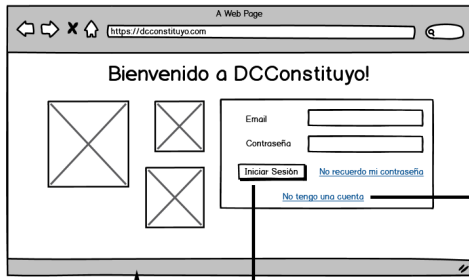 A Web Page
https://dcconstituyo.com
Bienvenido a DCConstituyo!
Email
Contraseña
Iniciar Sesión
No recuerdo mi contraseña
No tengo una cuenta